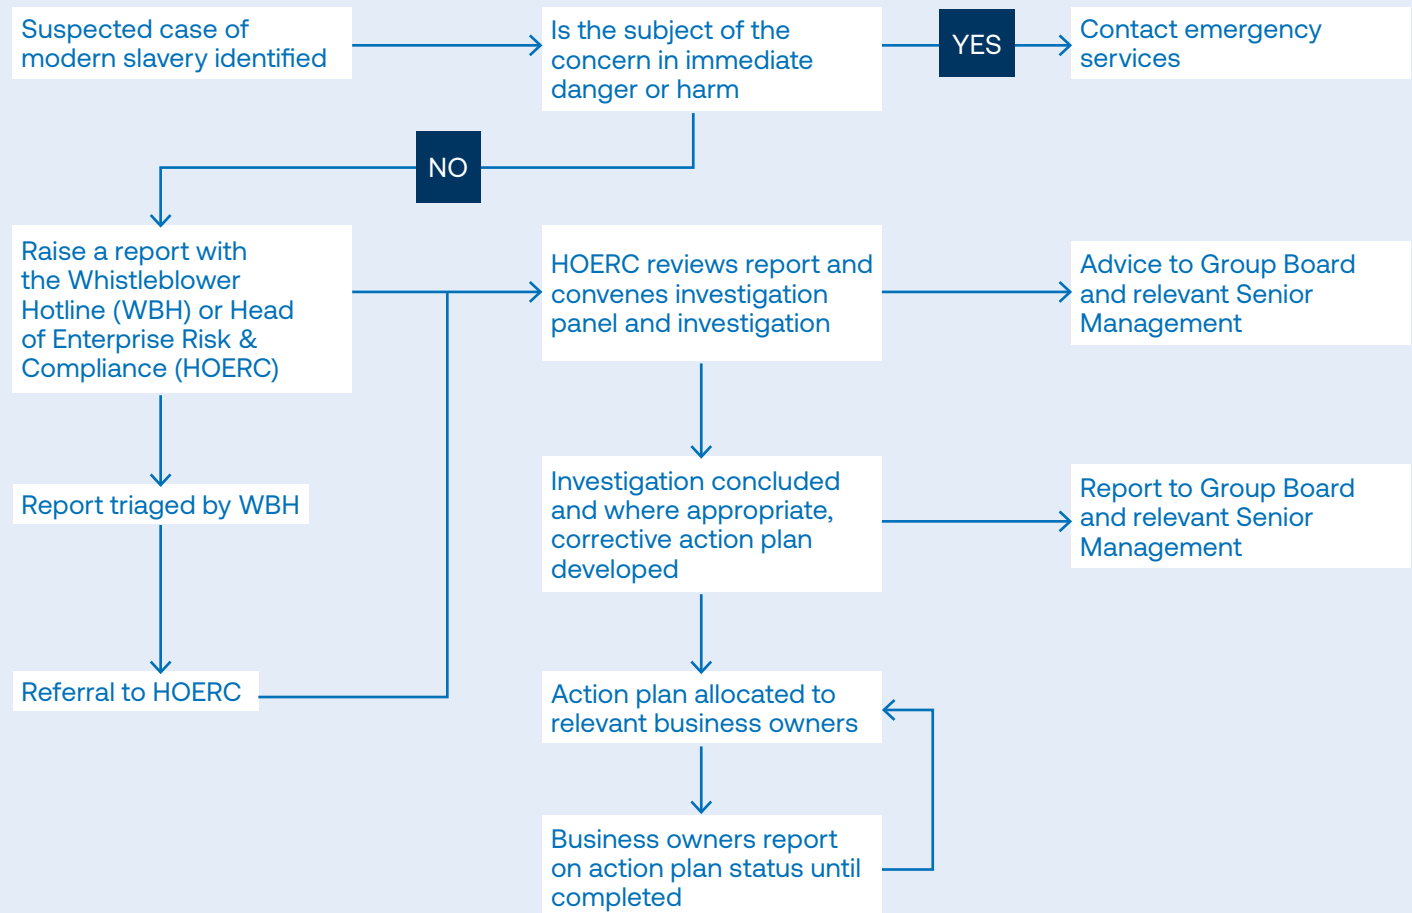 Suspected case of
modern slavery identified
Is the subject of the
concern in immediate
danger or harm
YES
Contact emergency
services
NO
Raise a report with
the Whistleblower
Hotline (WBH) or Head
of Enterprise Risk &
Compliance (HOERC)
HOERC reviews report and
convenes investigation
panel and investigation
Advice to Group Board
and relevant Senior
Management
Report triaged by WBH
Investigation concluded
and where appropriate,
corrective action plan
developed
Report to Group Board
and relevant Senior
Management
Referral to HOERC
Action plan allocated to
relevant business owners
Business owners report
on action plan status until
completed